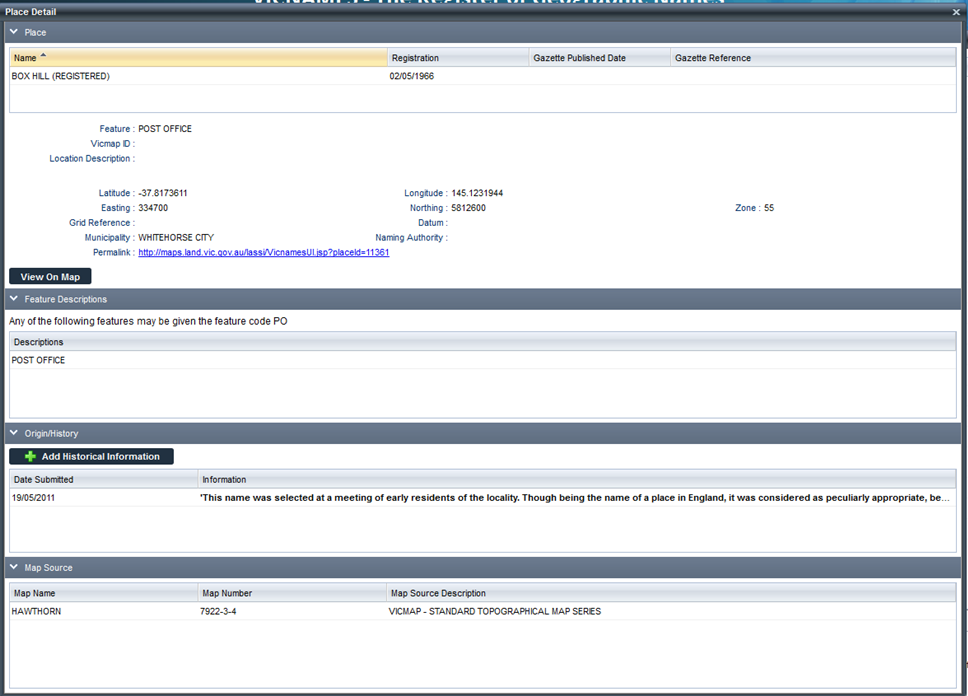 VICNAMES - The Register of Geographic Names
Place Detail
Place
Name Registration Gazette Published Date Gazette Reference
BOX HILL (REGISTERED) 02/05/1966
Feature : POST OFFICE
Vicmap ID :
Location Description :
Latitude : -37.8173611 Longitude : 145.1231944
Easting : 334700 Northing : 5812600 Zone : 55
Grid Reference : Datum :
Municipality : WHITEHORSE CITY Naming Authority :
Permalink : http://maps.land.vic.gov.au/lassi/VicnamesUI.jsp?placeId=11361
View On Map
Feature Descriptions
Any of the following features may be given the feature code PO
Descriptions
POST OFFICE
Origin/History
Add Historical Information
Date Submitted Information
19/05/2011 'This name was selected at a meeting of early residents of the locality. Though being the name of a place in England, it was considered as peculiarly appropriate, be...
Map Source
Map Name Map Number Map Source Description
HAWTHORN 7922-3-4 VICMAP - STANDARD TOPOGRAPHICAL MAP SERIES